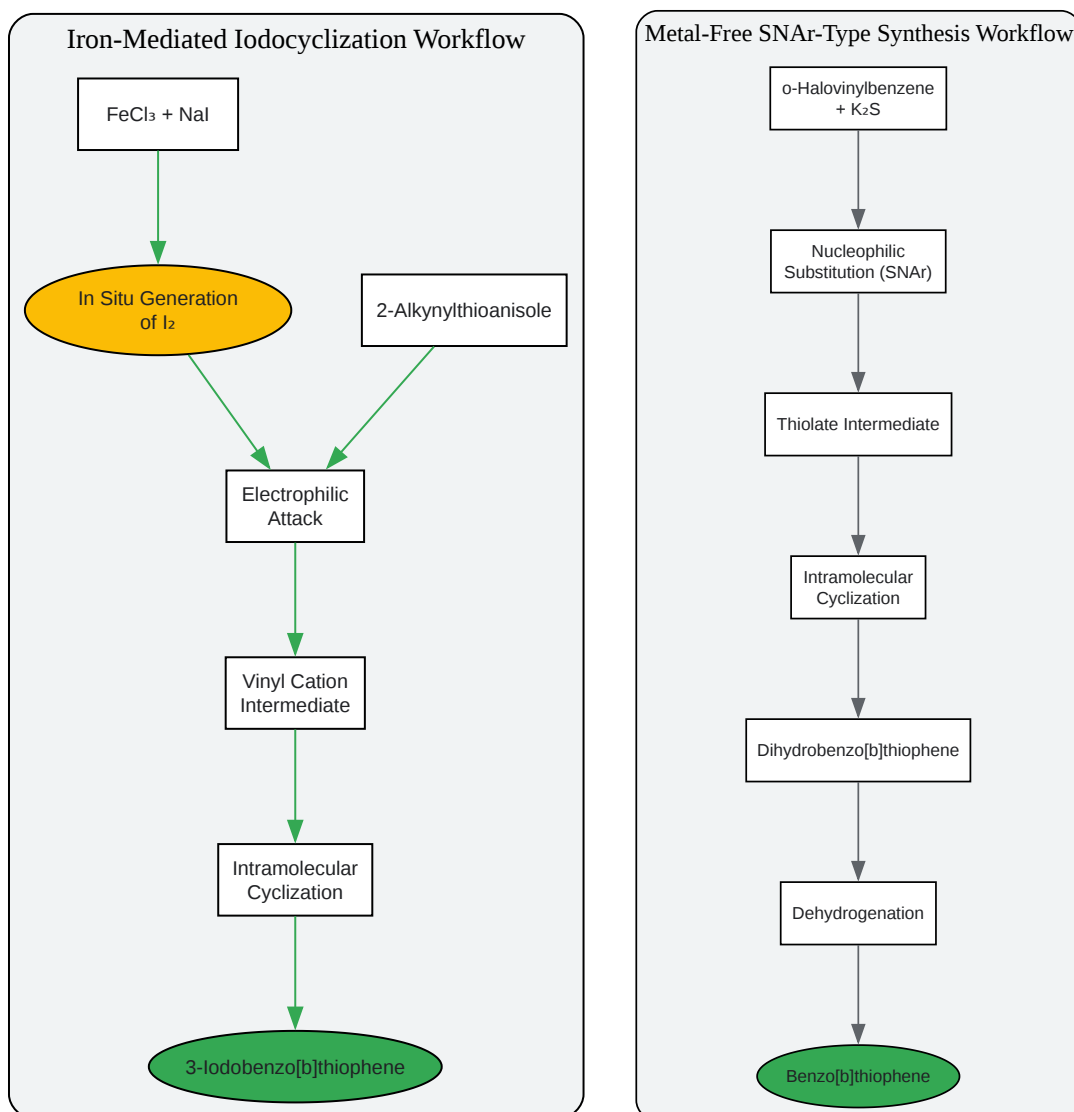 Iron-Mediated Iodocyclization Workflow
FeCl₃ + NaI
In Situ Generation
of I₂
2-Alkynylthioanisole
Electrophilic
Attack
Vinyl Cation
Intermediate
Intramolecular
Cyclization
3-Iodobenzo[b]thiophene
Metal-Free SNAr-Type Synthesis Workflow
o-Halovinylbenzene
+ K₂S
Nucleophilic
Substitution (SNAr)
Thiolate Intermediate
Intramolecular
Cyclization
Dihydrobenzo[b]thiophene
Dehydrogenation
Benzo[b]thiophene